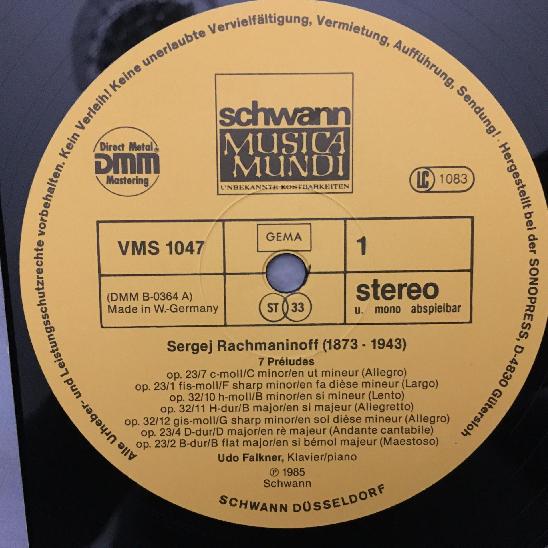 Alle Urheber- und Leistungsschutzrechte vorbehalten. Kein Verleih! Keine unerlaubte Vervielfältigung, Vermietung, Aufführung, Sendung! · Hergestellt bei der SONOPRESS, D-4830 Gütersloh
schwann
MUSICA
MUNDI
UNBEKANNTE KOSTBARKEITEN
Direct Metal
DMM
Mastering
LC 1083
VMS 1047
GEMA
1
(DMM B-0364 A)
Made in W.-Germany
ST 33
stereo
u. mono abspielbar
Sergej Rachmaninoff (1873 - 1943)
7 Préludes
op. 23/7 c-moll/C minor/en ut mineur (Allegro)
op. 23/1 fis-moll/F sharp minor/en fa dièse mineur (Largo)
op. 32/10 h-moll/B minor/en si mineur (Lento)
op. 32/11 H-dur/B major/en si majeur (Allegretto)
op. 32/12 gis-moll/G sharp minor/en sol dièse mineur (Allegro)
op. 23/4 D-dur/D major/en rè majeur (Andante cantabile)
op. 23/2 B-dur/B flat major/en si bémol majeur (Maestoso)
Udo Falkner, Klavier/piano
℗ 1985
Schwann
SCHWANN DÜSSELDORF